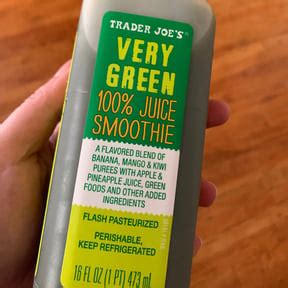 TRADER JOE'S™
VERY
GREEN
100% JUICE
SMOOTHIE
A FLAVORED BLEND OF
BANANA, MANGO & KIWI
PUREES WITH APPLE &
PINEAPPLE JUICE, GREEN
FOODS AND OTHER ADDED
INGREDIENTS
FLASH PASTEURIZED
PERISHABLE,
KEEP REFRIGERATED
16 FL OZ (1 PT) 473 ml